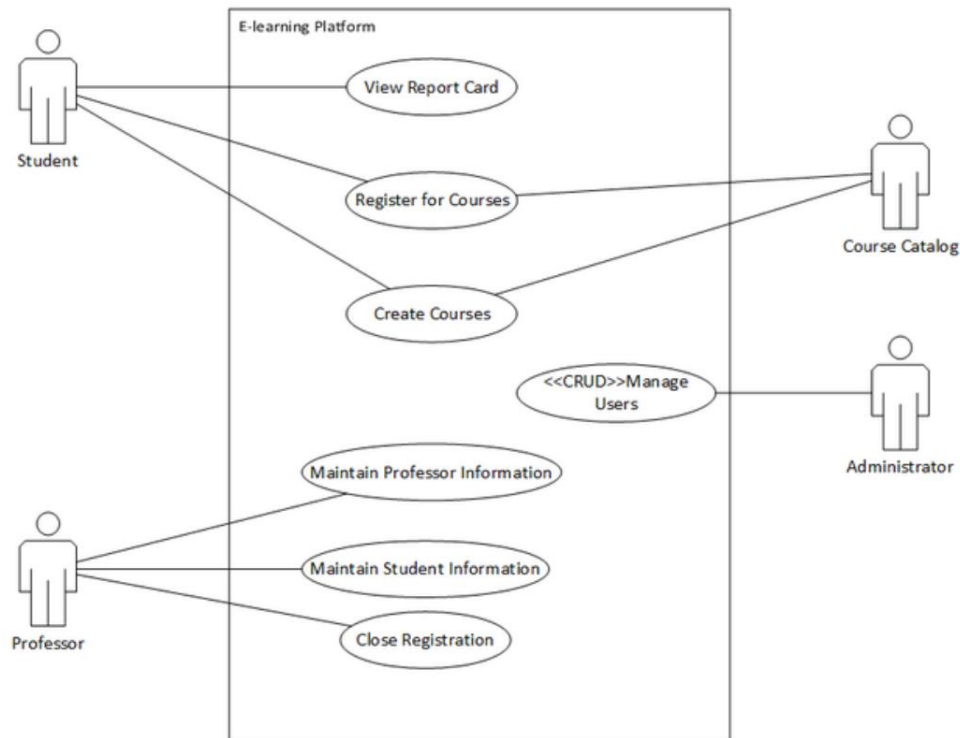 E-learning Platform
View Report Card
Student
Register for Courses
Course Catalog
Create Courses
<<CRUD>>Manage
Users
Administrator
Maintain Professor Information
Maintain Student Information
Professor
Close Registration